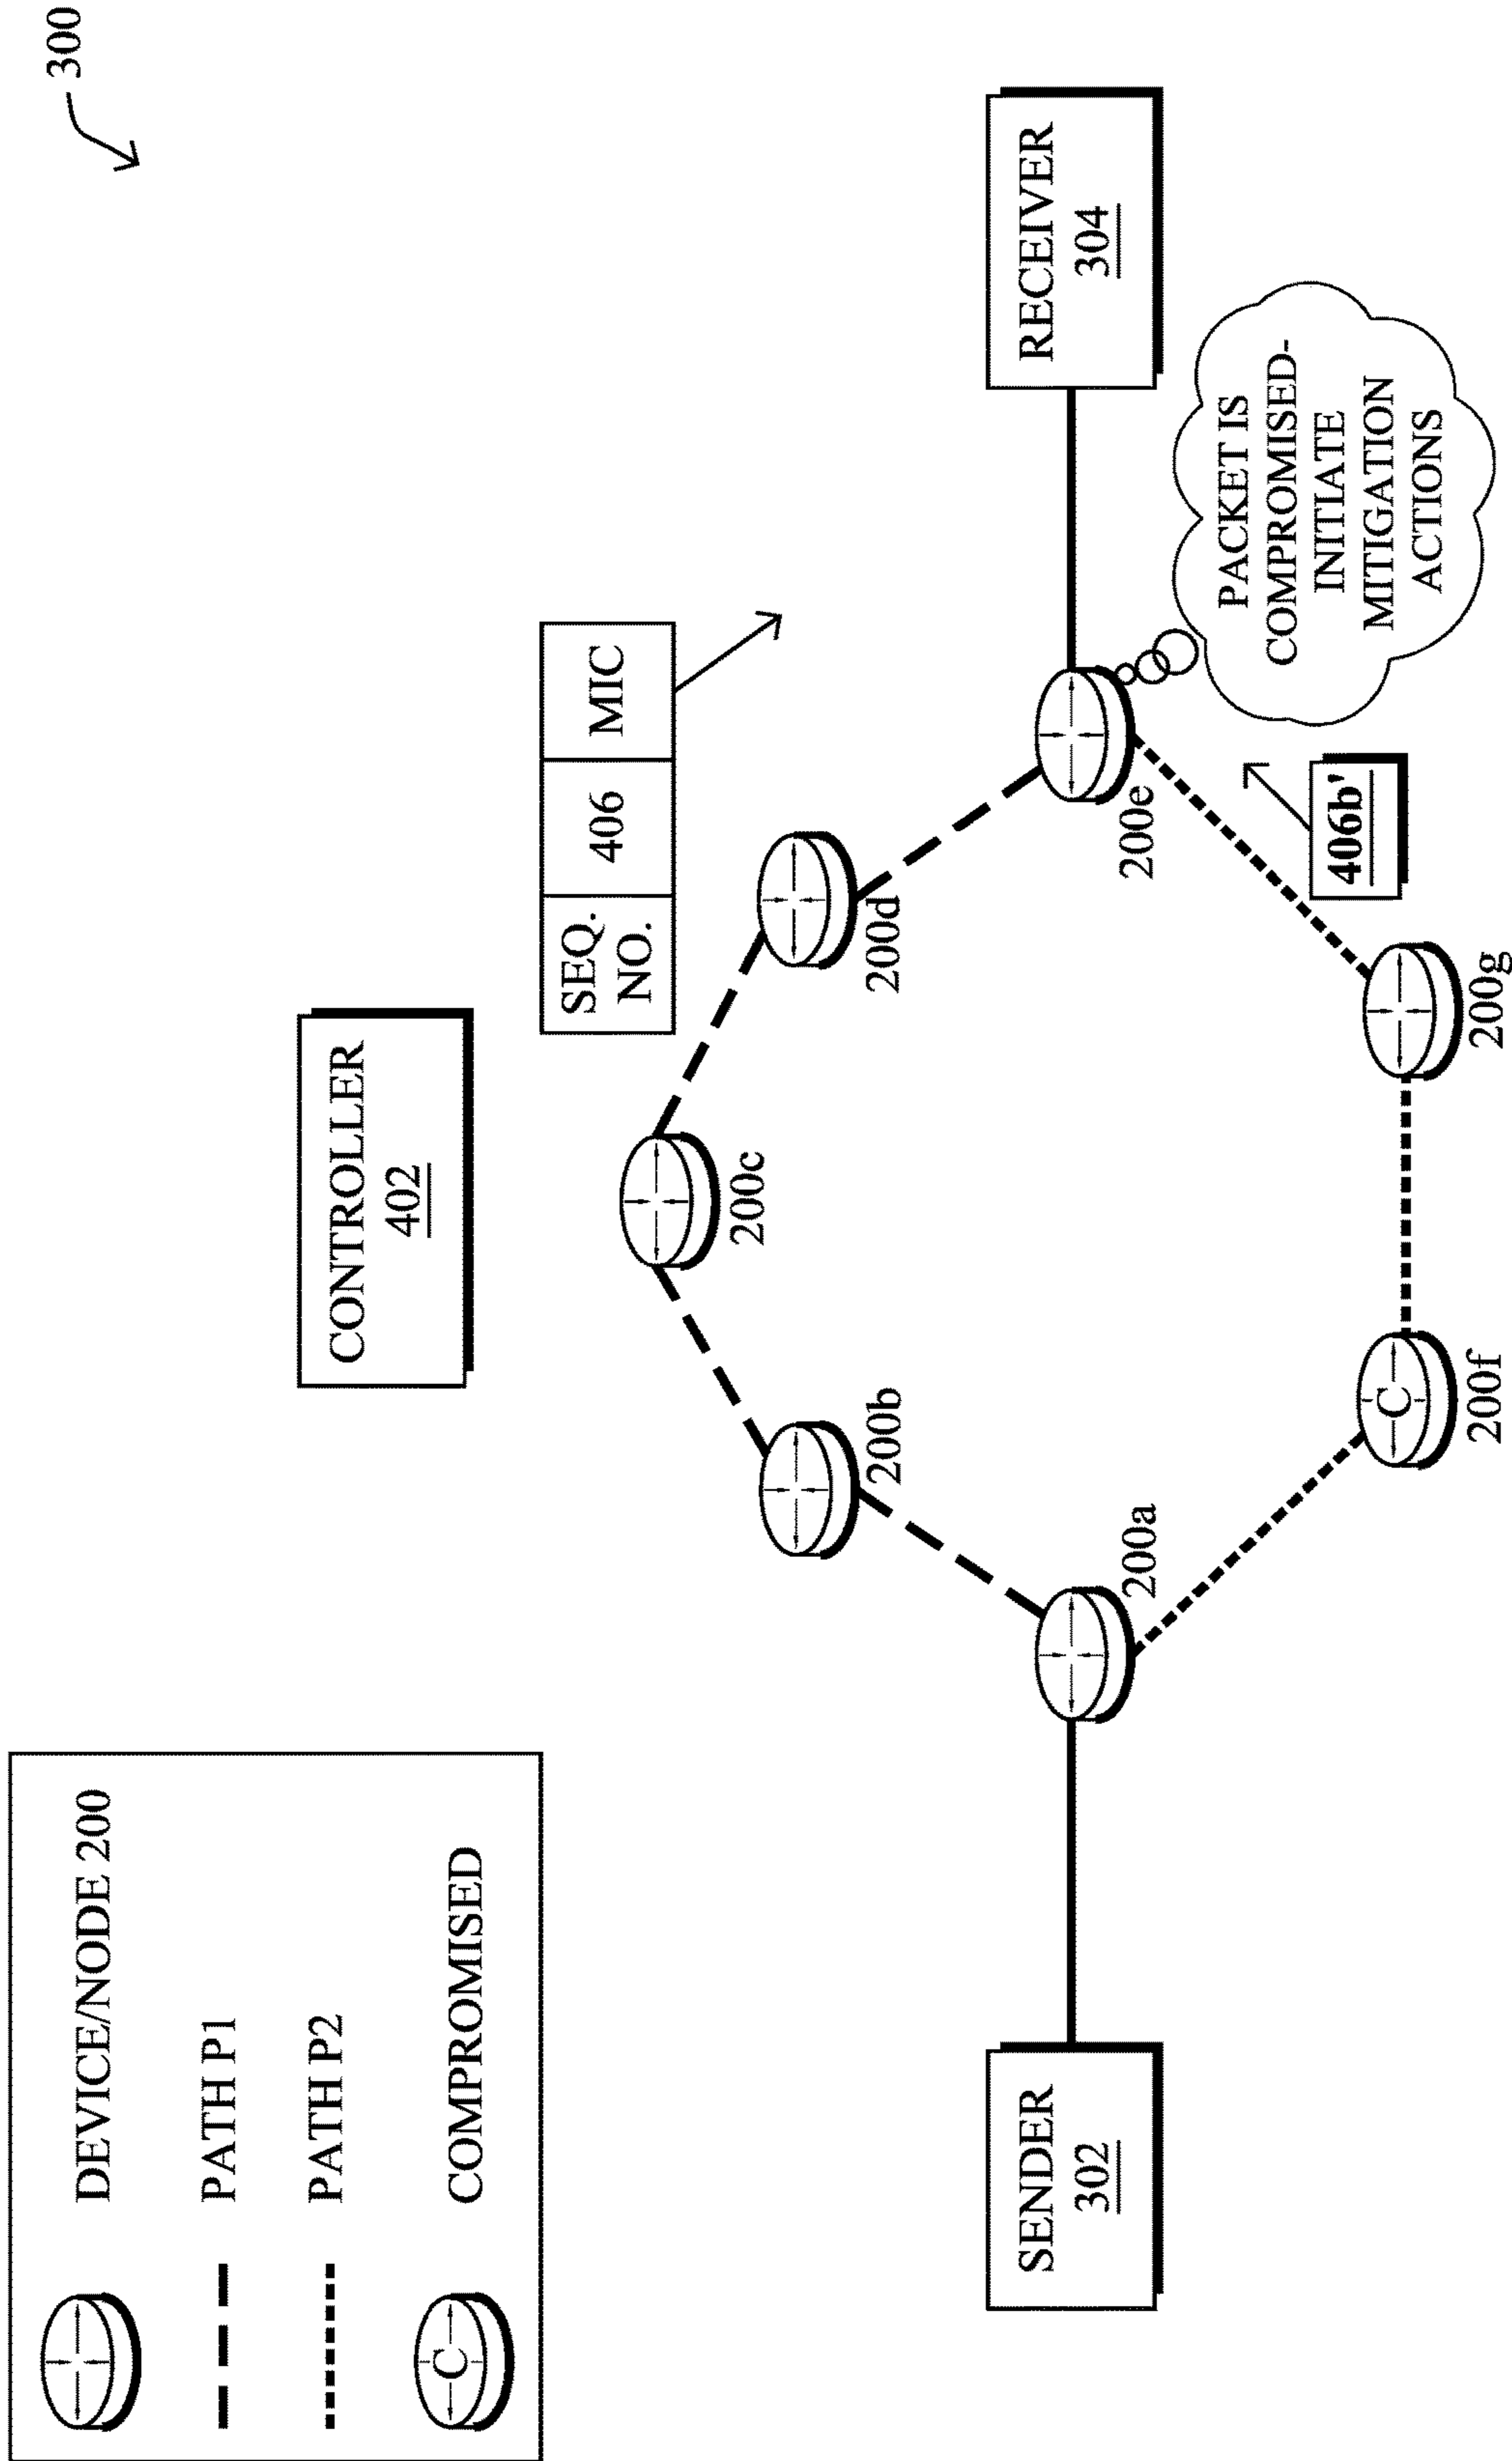 300
DEVICE/NODE 200
PATH P1
PATH P2
C
COMPROMISED
CONTROLLER
402
SEQ.
NO.
406
MIC
200c
200b
200d
200a
200e
SENDER
302
RECEIVER
304
C
200f
200g
406b'
PACKET IS
COMPROMISED-
INITIATE
MITIGATION
ACTIONS